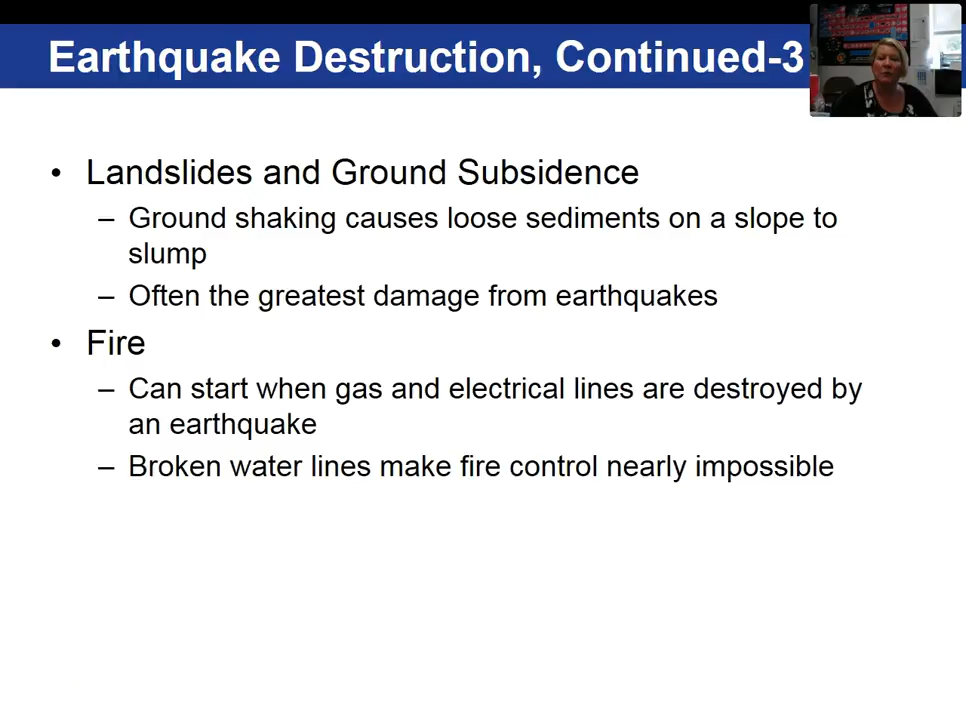 Earthquake Destruction, Continued-3
• Landslides and Ground Subsidence
– Ground shaking causes loose sediments on a slope to
slump
– Often the greatest damage from earthquakes
• Fire
– Can start when gas and electrical lines are destroyed by
an earthquake
– Broken water lines make fire control nearly impossible